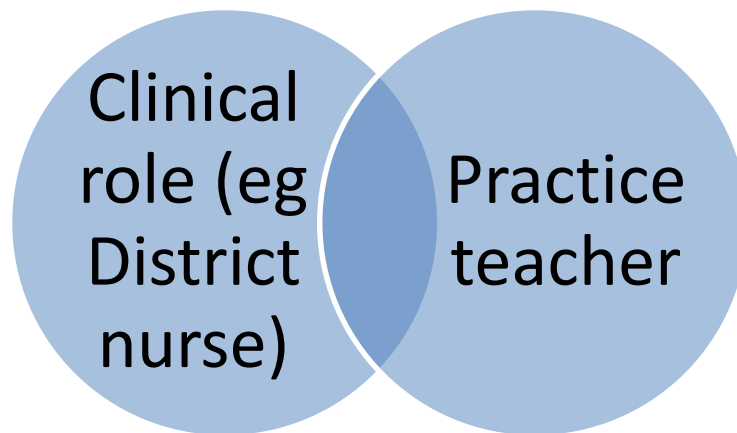 Clinical
role (eg
District
nurse)
Practice
teacher